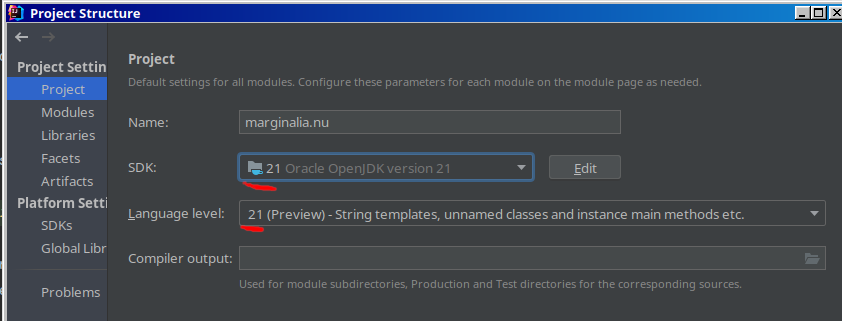 Project Structure
Project Settin
Project
Modules
Libraries
Facets
Artifacts
Platform Setti
SDKs
Global Libr
Problems
Project
Default settings for all modules. Configure these parameters for each module on the module page as needed.
Name: marginalia.nu
SDK: 21 Oracle OpenJDK version 21 Edit
Language level: 21 (Preview) - String templates, unnamed classes and instance main methods etc.
Compiler output:
Used for module subdirectories, Production and Test directories for the corresponding sources.